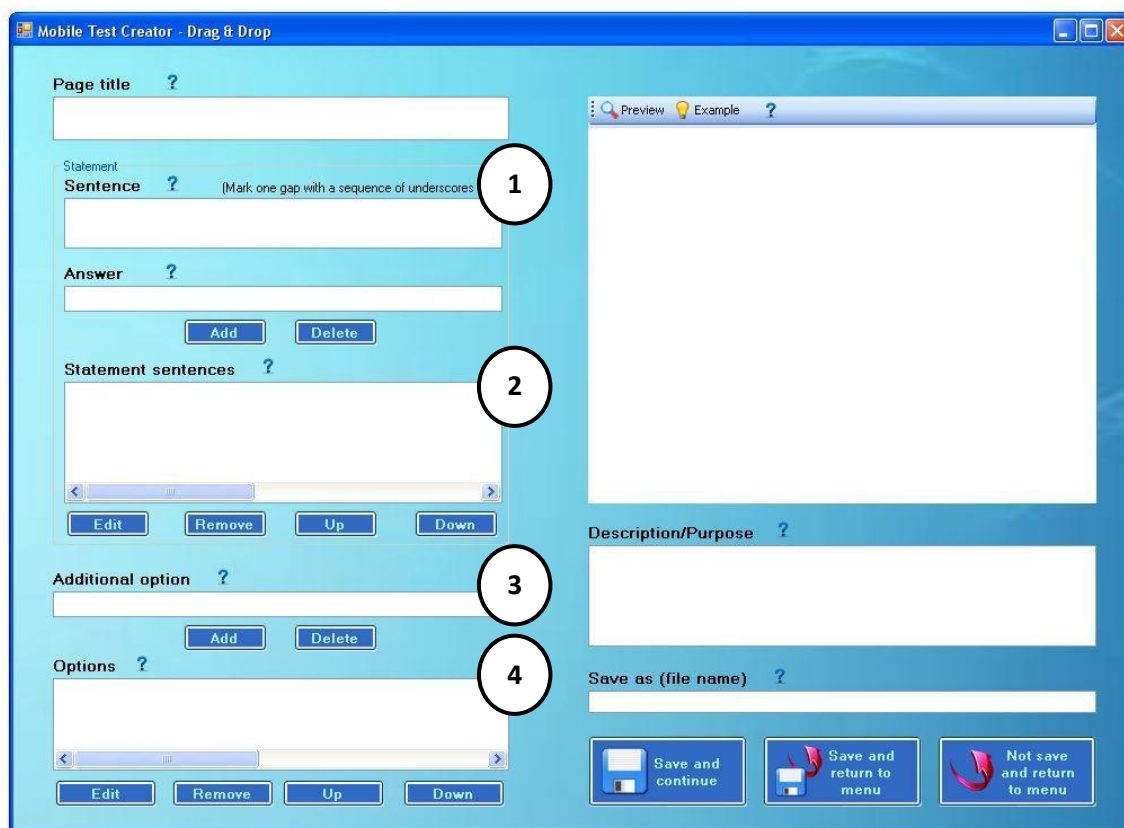 Mobile Test Creator - Drag & Drop
Page title ?
Statement
Sentence ? (Mark one gap with a sequence of underscores
1
Answer ?
Add Delete
Statement sentences ?
2
Edit Remove Up Down
Additional option ?
3
Add Delete
Options ?
4
Edit Remove Up Down
Preview Example ?
Description/Purpose ?
Save as (file name) ?
Save and
continue
Save and
return to
menu
Not save
and return
to menu